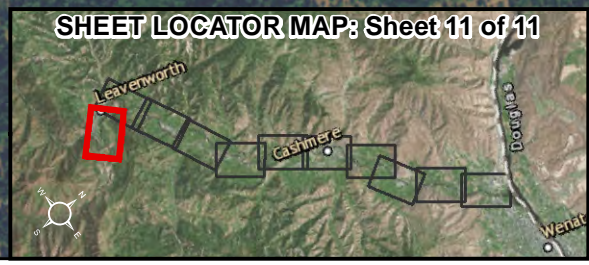 SHEET LOCATOR MAP: Sheet 11 of 11
Leavenworth
Cashmere
Douglas
Wenat
W N
S E